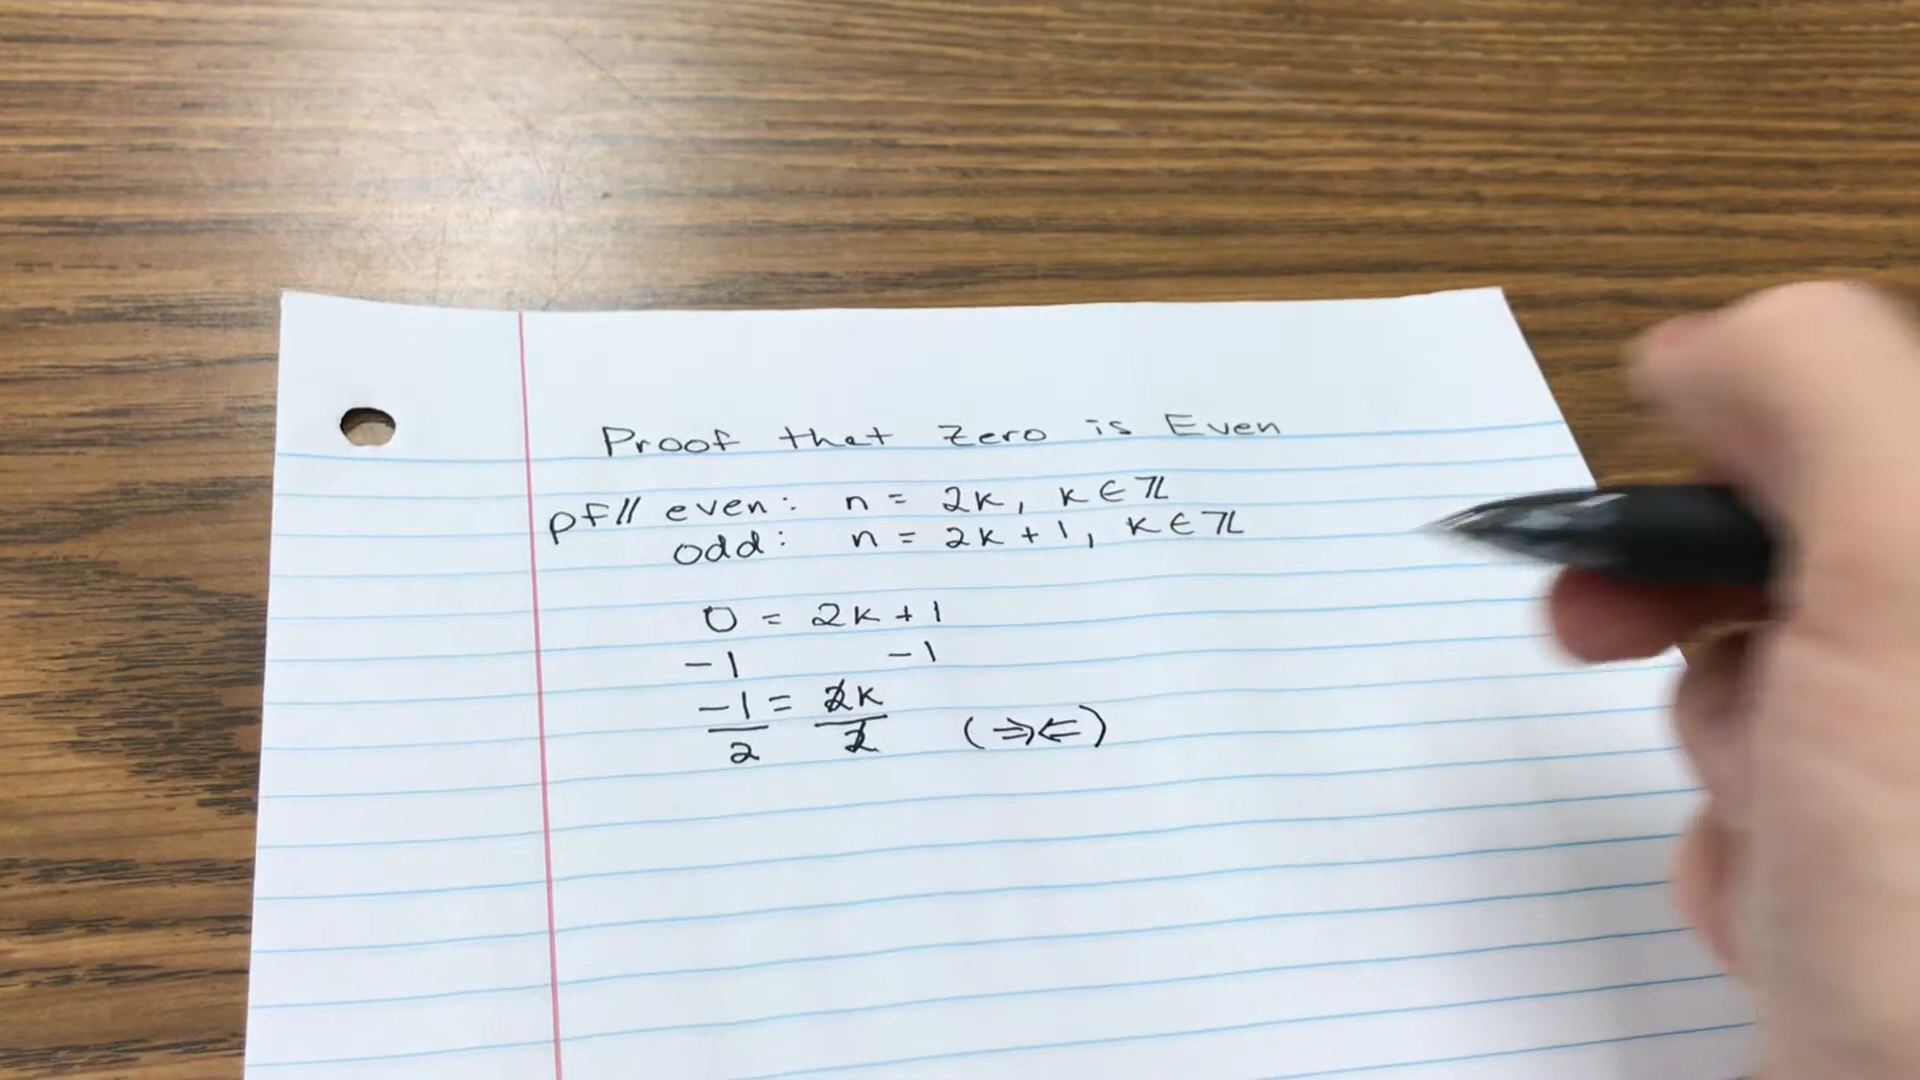 Proof that Zero is Even
pf// even: n = 2k, k ∈ ℤ
odd: n = 2k + 1, k ∈ ℤ
0 = 2k + 1
-1 -1
-1 = 2k
2 2 (⇒⇐)